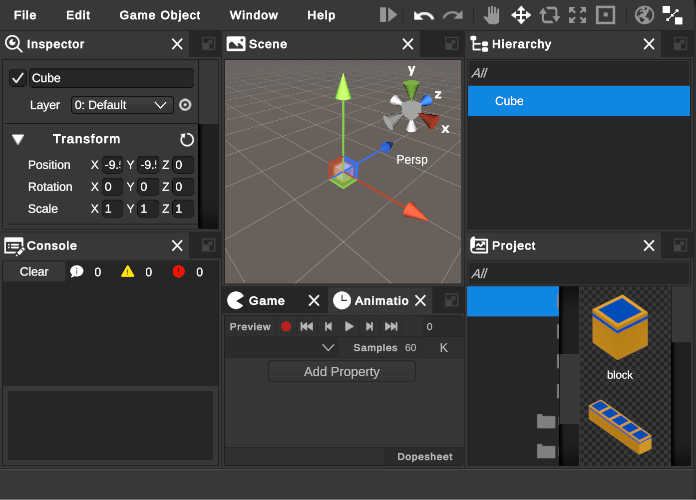 File Edit Game Object Window Help
Inspector
Cube
Layer 0: Default
Transform
Position X -9. Y -9. Z 0
Rotation X 0 Y 0 Z 0
Scale X 1 Y 1 Z 1
Console
Clear 0 0 0
Scene
y
z
x
Persp
Game Animatio
Preview 0
Samples 60 K
Add Property
Dopesheet
Hierarchy
All
Cube
Project
All
block